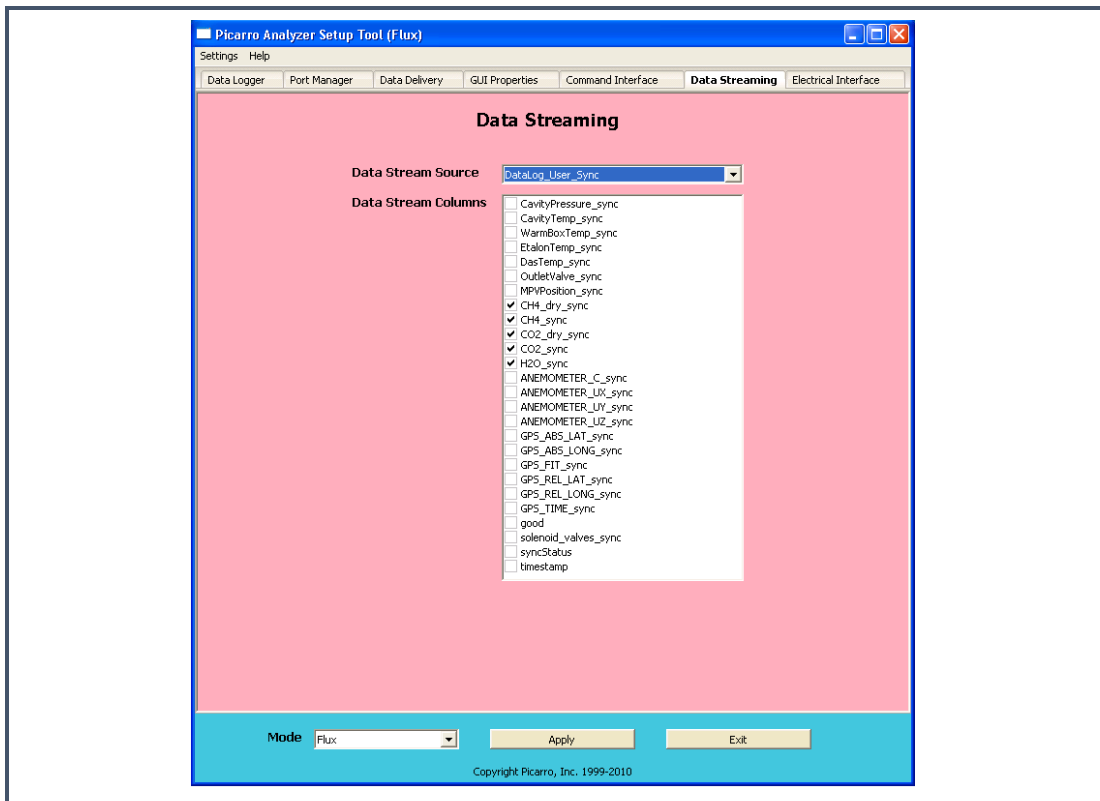 Picarro Analyzer Setup Tool (Flux)
Settings Help
Data Logger Port Manager Data Delivery GUI Properties Command Interface Data Streaming Electrical Interface
Data Streaming
Data Stream Source DataLog_User_Sync
Data Stream Columns CavityPressure_sync
CavityTemp_sync
WarmBoxTemp_sync
EtalonTemp_sync
DasTemp_sync
OutletValve_sync
MPVPosition_sync
CH4_dry_sync
CH4_sync
CO2_dry_sync
CO2_sync
H2O_sync
ANEMOMETER_C_sync
ANEMOMETER_UX_sync
ANEMOMETER_UY_sync
ANEMOMETER_UZ_sync
GPS_ABS_LAT_sync
GPS_ABS_LONG_sync
GPS_FIT_sync
GPS_REL_LAT_sync
GPS_REL_LONG_sync
GPS_TIME_sync
good
solenoid_valves_sync
syncStatus
timestamp
Mode Flux Apply Exit
Copyright Picarro, Inc. 1999-2010